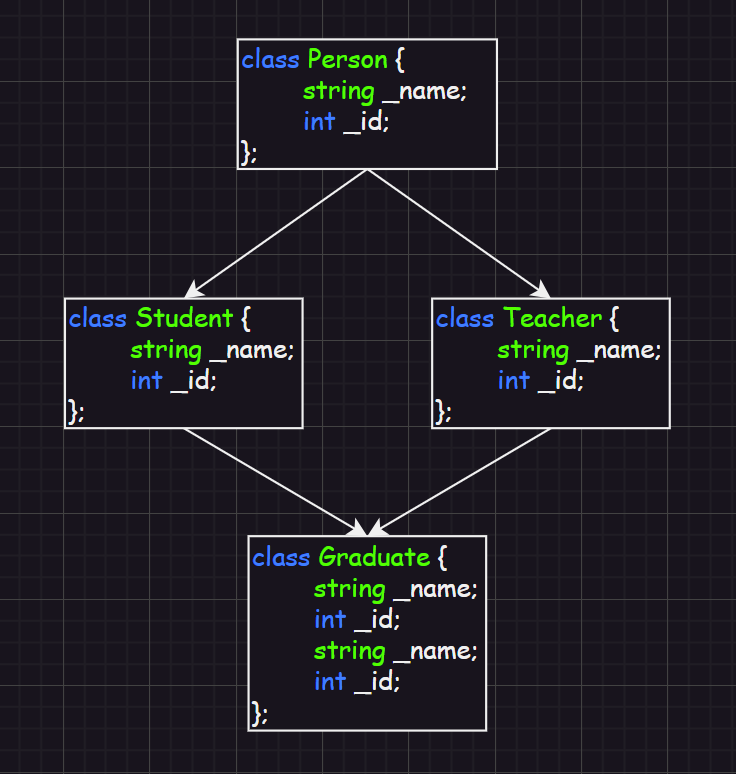 class Person {
string _name;
int _id;
};
class Student {
string _name;
int _id;
};
class Teacher {
string _name;
int _id;
};
class Graduate {
string _name;
int _id;
string _name;
int _id;
};